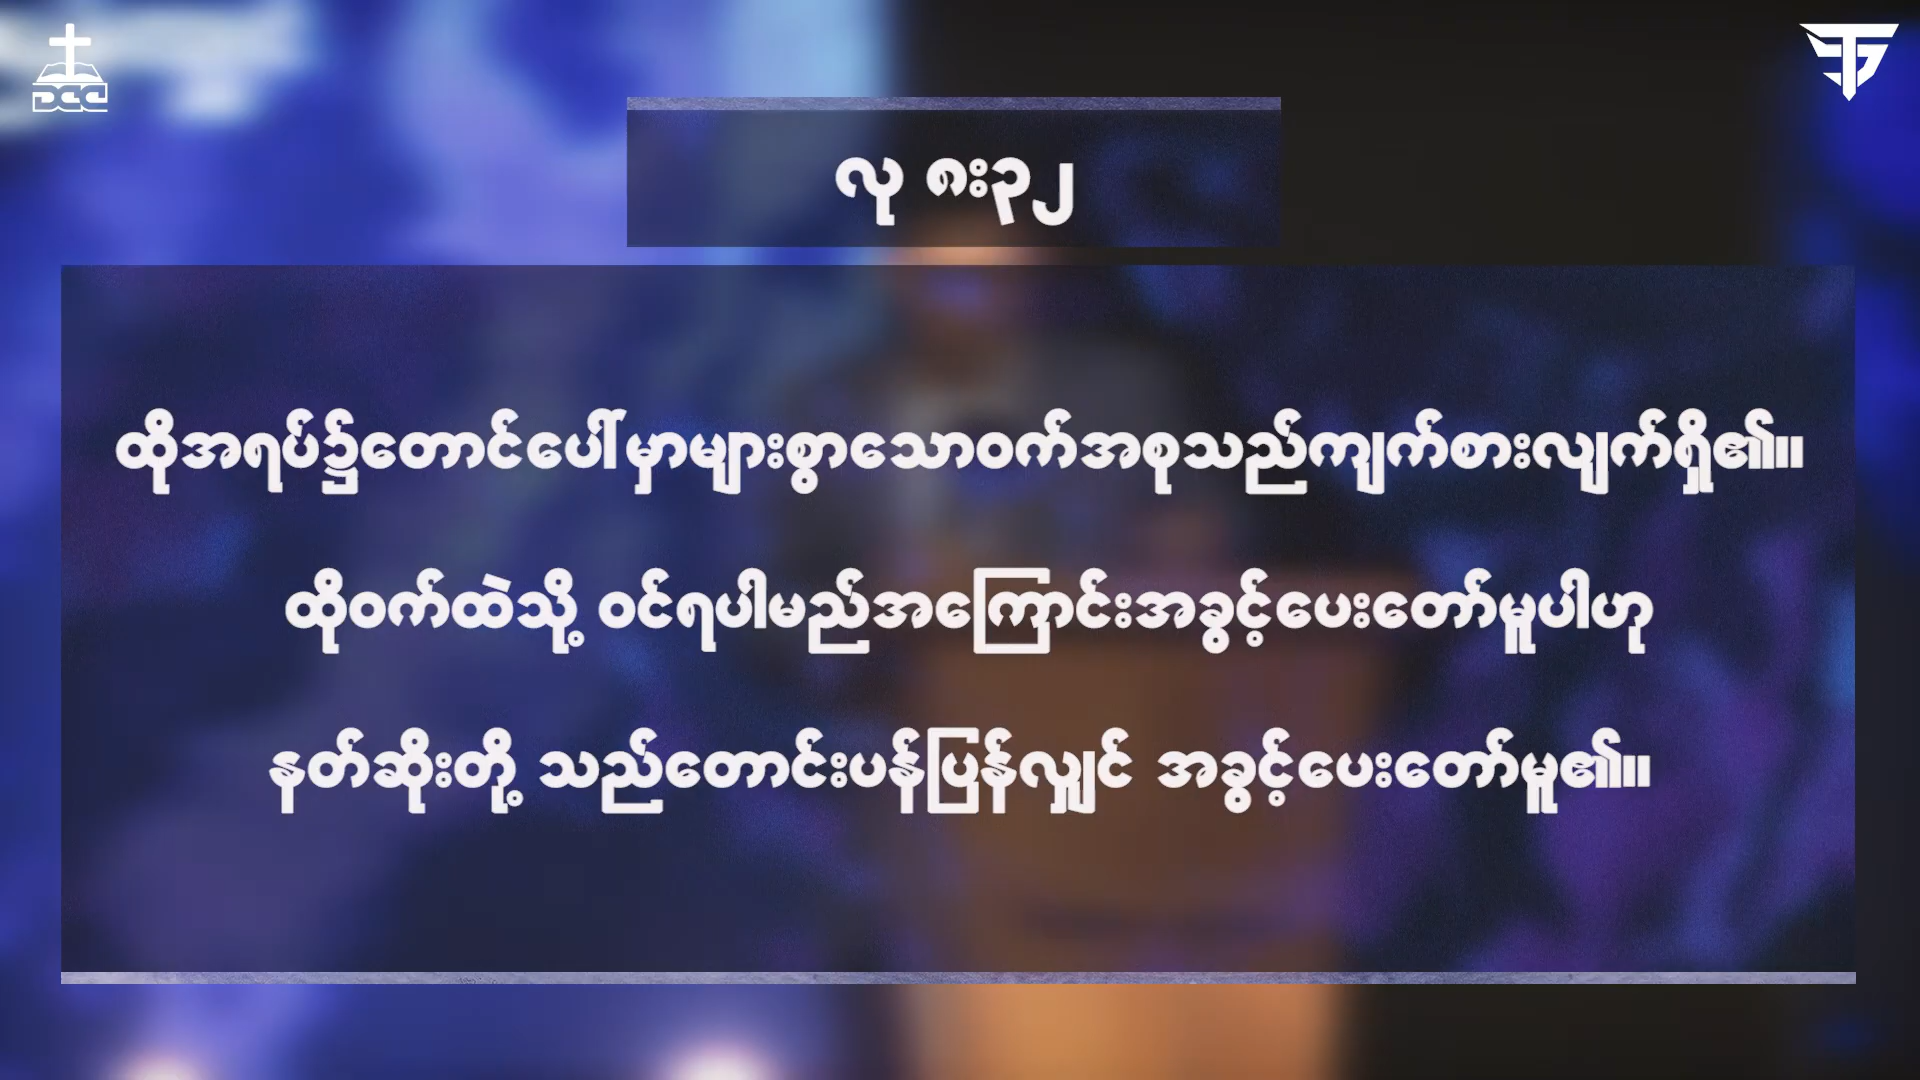 DCC
လု ၈း၃၂
ထိုအရပ်၌တောင်ပေါ်မှာများစွာသောဝက်အစုသည်ကျက်စားလျက်ရှိ၏။
ထိုဝက်ထဲသို့ ဝင်ရပါမည်အကြောင်းအခွင့်ပေးတော်မူပါဟု
နတ်ဆိုးတို့ သည်တောင်းပန်ပြန်လျှင် အခွင့်ပေးတော်မူ၏။